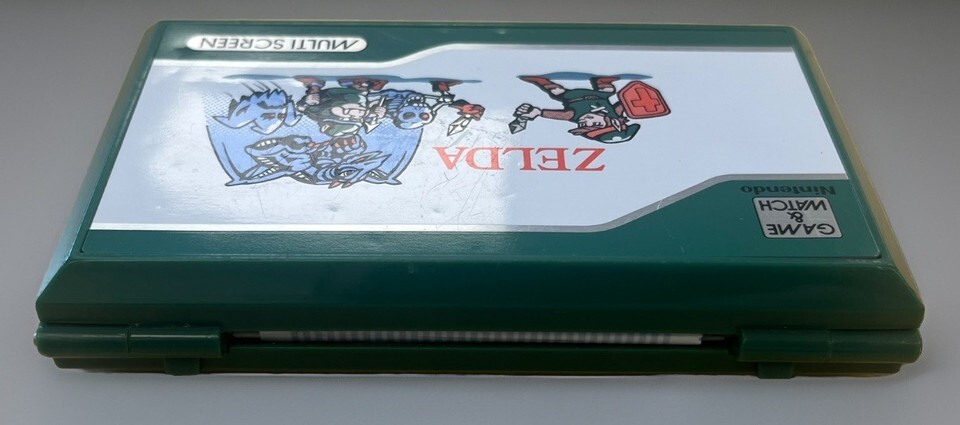 Nintendo
GAME
&
WATCH
ZELDA
MULTI SCREEN